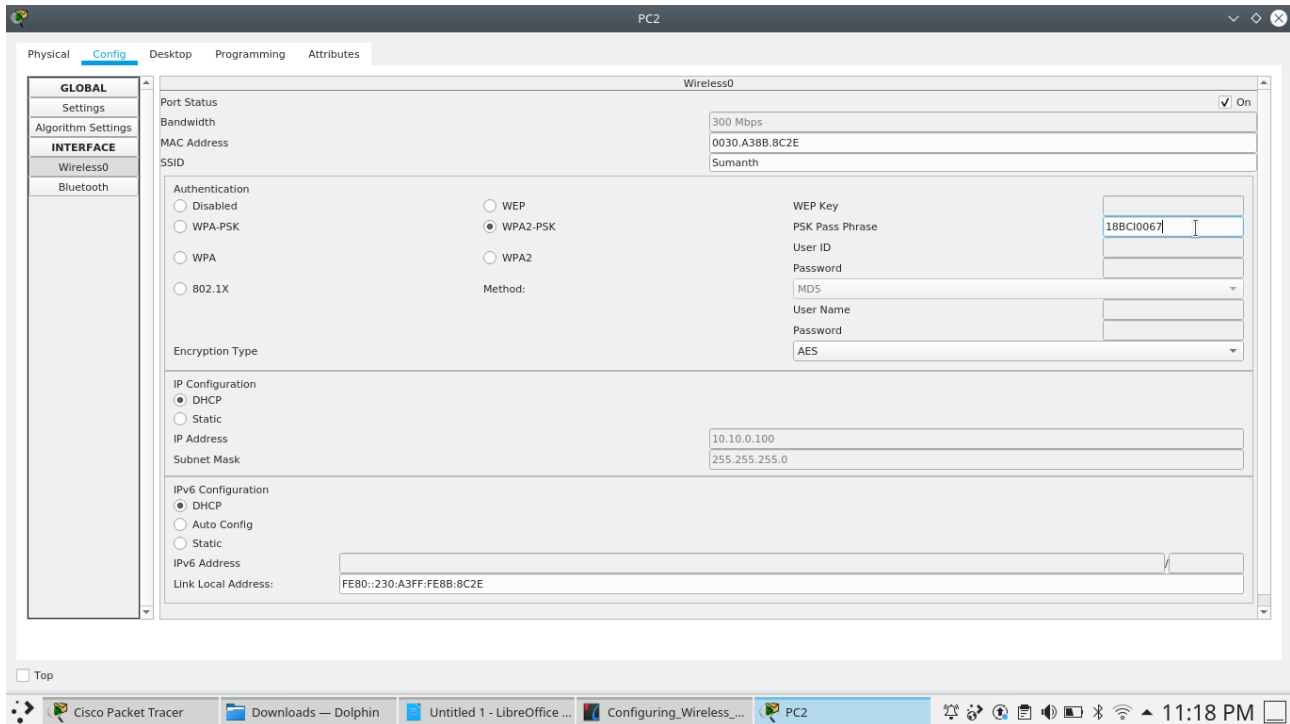 PC2
Physical Config Desktop Programming Attributes
GLOBAL
Settings
Algorithm Settings
INTERFACE
Wireless0
Bluetooth
Wireless0
Port Status On
Bandwidth 300 Mbps
MAC Address 0030.A38B.8C2E
SSID Sumanth
Authentication
Disabled WEP WEP Key
WPA-PSK WPA2-PSK PSK Pass Phrase 18BCI0067
User ID
WPA WPA2
Password
802.1X Method: MD5
User Name
Password
Encryption Type AES
IP Configuration
DHCP
Static
IP Address 10.10.0.100
Subnet Mask 255.255.255.0
IPv6 Configuration
DHCP
Auto Config
Static
IPv6 Address /
Link Local Address: FE80::230:A3FF:FE8B:8C2E
Top
Cisco Packet Tracer Downloads — Dolphin Untitled 1 - LibreOffice ... Configuring_Wireless_... PC2 11:18 PM